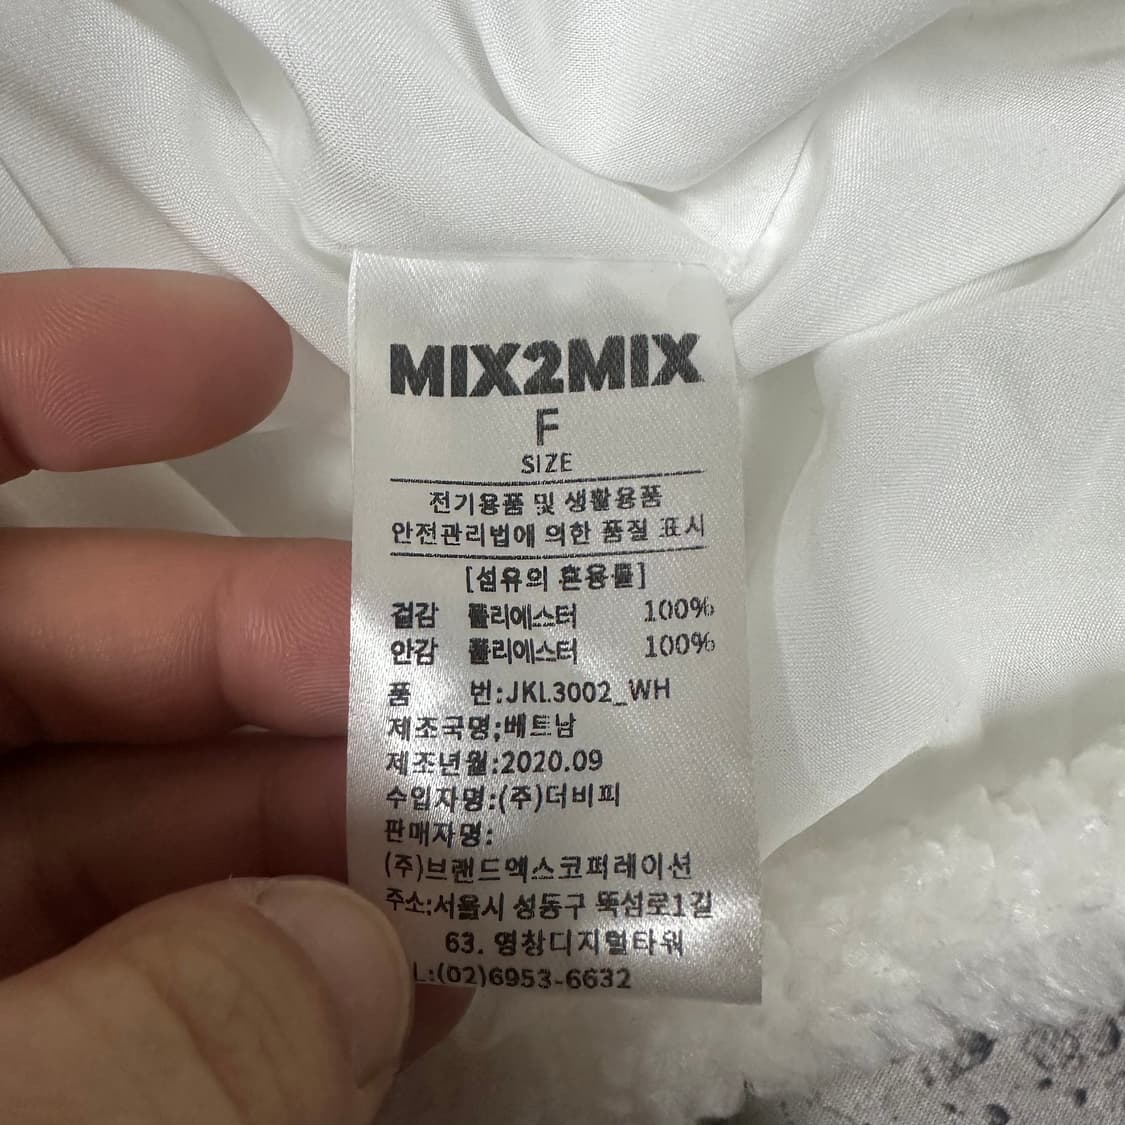 MIX2MIX
F
SIZE
전기용품 및 생활용품
안전관리법에 의한 품질 표시
[섬유의 혼용률]
겉감 폴리에스터 100%
안감 폴리에스터 100%
품 번:JKL3002_WH
제조국명;베트남
제조년월:2020.09
수입자명:(주)더비피
판매자명:
(주)브랜드엑스코퍼레이션
주소:서울시 성동구 뚝섬로1길
63. 영창디지털타워
L:(02)6953-6632